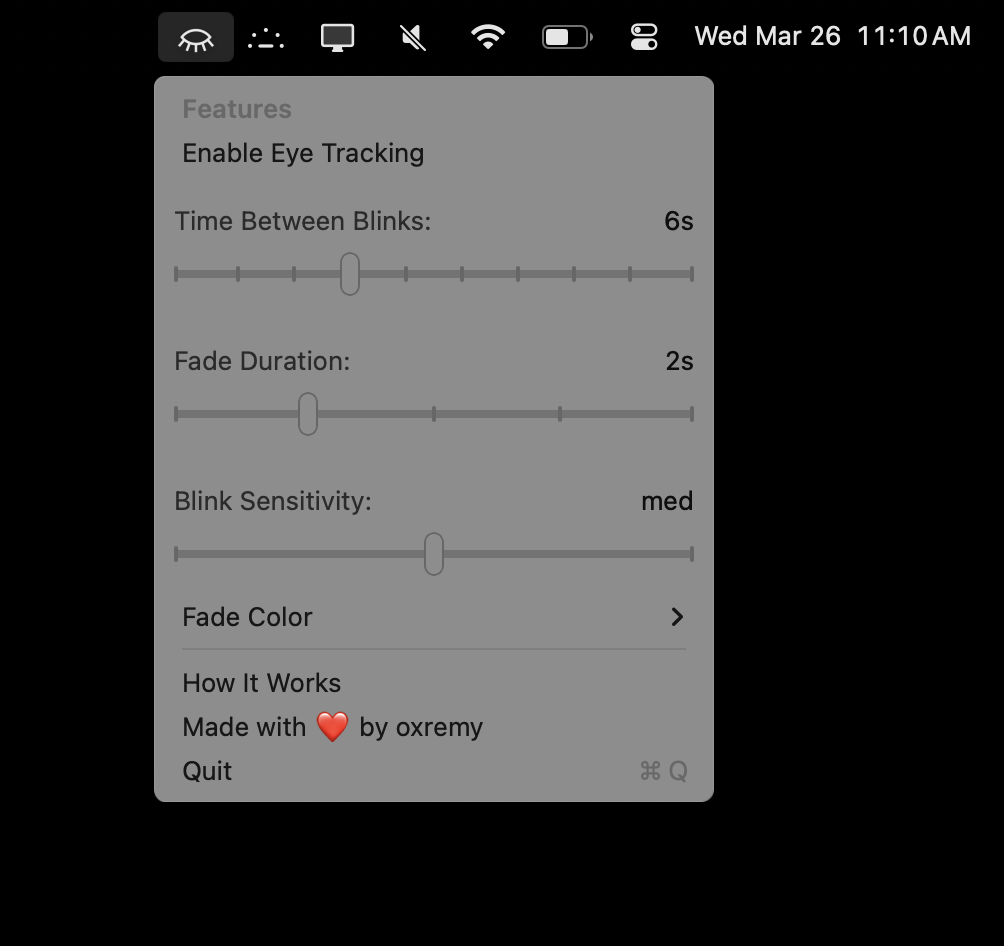 Wed Mar 26 11:10 AM
Features
Enable Eye Tracking
Time Between Blinks: 6s
Fade Duration: 2s
Blink Sensitivity: med
Fade Color
How It Works
Made with ❤️ by oxremy
Quit ⌘ Q